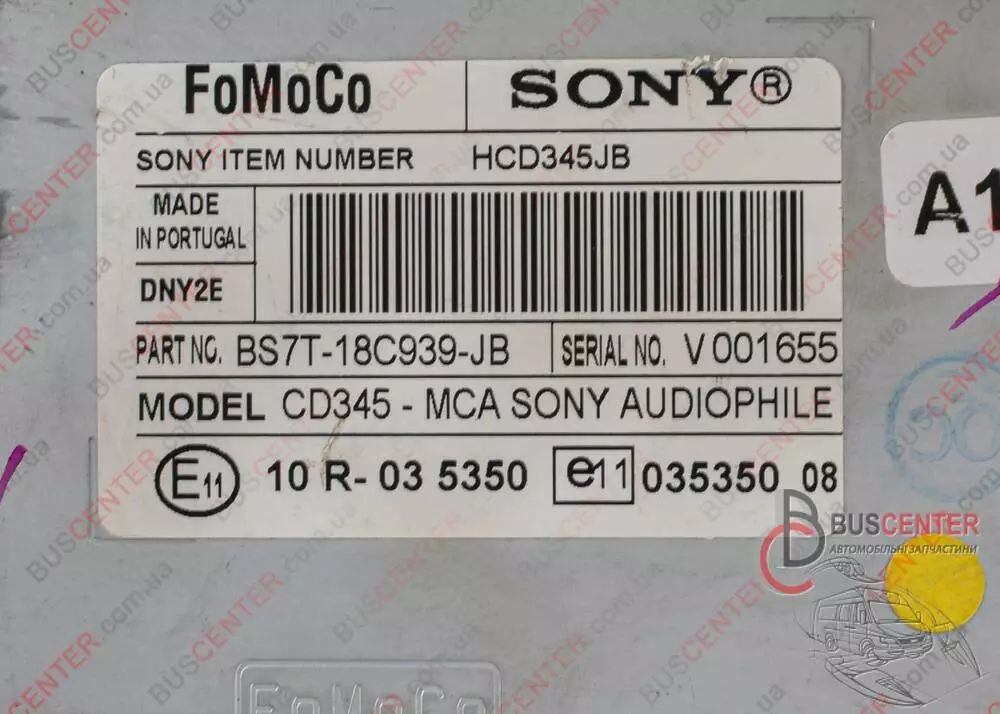 FoMoCo SONY®
SONY ITEM NUMBER HCD345JB
MADE
IN PORTUGAL
DNY2E
PART NO. BS7T-18C939-JB SERIAL NO. V 001655
MODEL CD345 - MCA SONY AUDIOPHILE
E11 10 R- 03 5350 e11 035350 08
A1
BUSCENTER
АВТОМОБІЛЬНІ ЗАПЧАСТИНИ
FoMoCo
BUSCENTER.com.ua